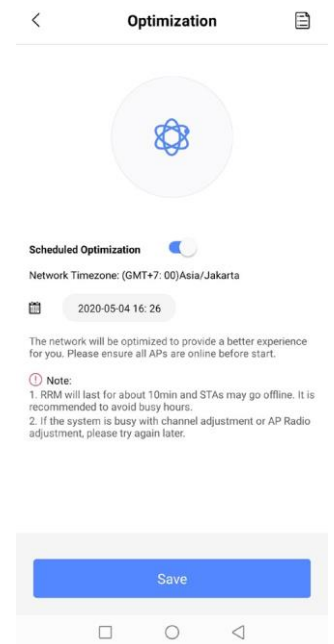 Optimization
Scheduled Optimization
Network Timezone: (GMT+7: 00)Asia/Jakarta
2020-05-04 16: 26
The network will be optimized to provide a better experience
for you. Please ensure all APs are online before start.
Note:
1. RRM will last for about 10min and STAs may go offline. It is
recommended to avoid busy hours.
2. If the system is busy with channel adjustment or AP Radio
adjustment, please try again later.
Save